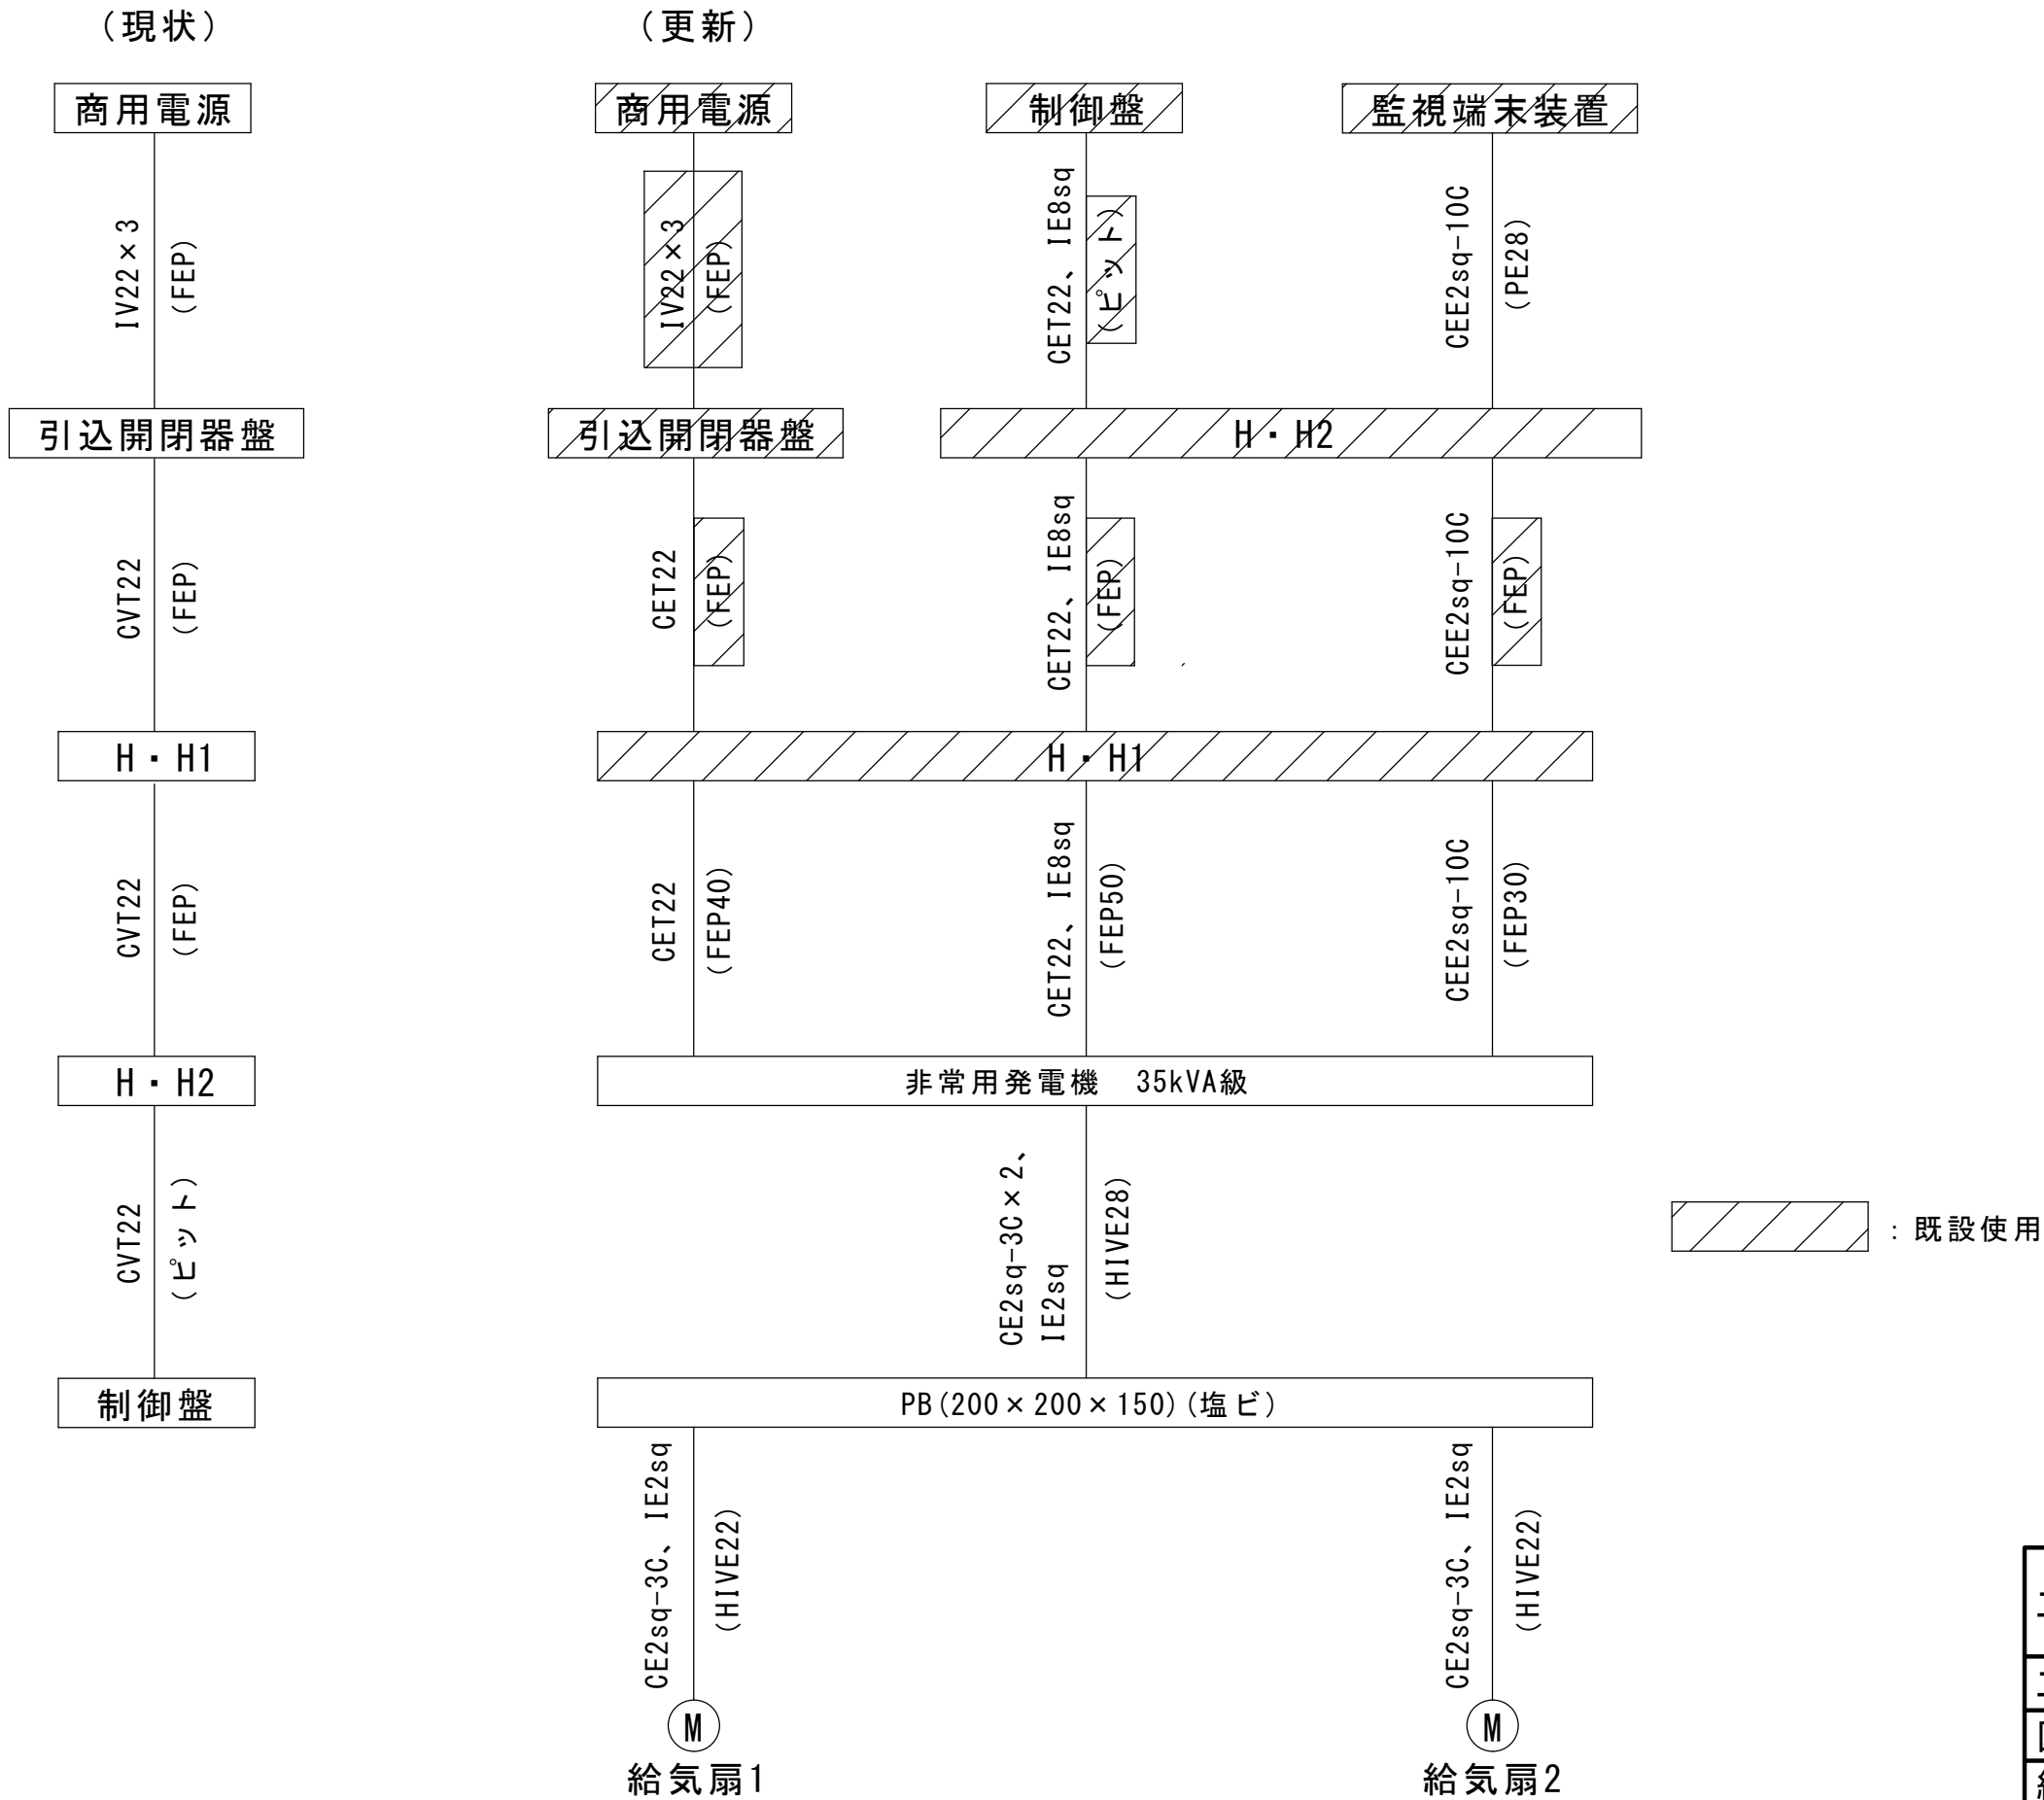 （現状）
（更新）
商用電源
商用電源
制御盤
監視端末装置
IV22×3
（FEP）
IV22×3
（FEP）
CET22、IE8sq
（ピット）
CEE2sq-10C
（PE28）
引込開閉器盤
引込開閉器盤
H・H2
CVT22
（FEP）
CET22
（FEP）
CET22、IE8sq
（FEP）
CEE2sq-10C
（FEP）
H・H1
H・H1
CVT22
（FEP）
CET22
（FEP40）
CET22、IE8sq
（FEP50）
CEE2sq-10C
（FEP30）
H・H2
非常用発電機　35kVA級
CVT22
（ピット）
CE2sq-3C×2、
IE2sq
（HIVE28）
：既設使用
制御盤
PB(200×200×150)(塩ビ)
CE2sq-3C、IE2sq
（HIVE22）
CE2sq-3C、IE2sq
（HIVE22）
M
M
給気扇1
給気扇2